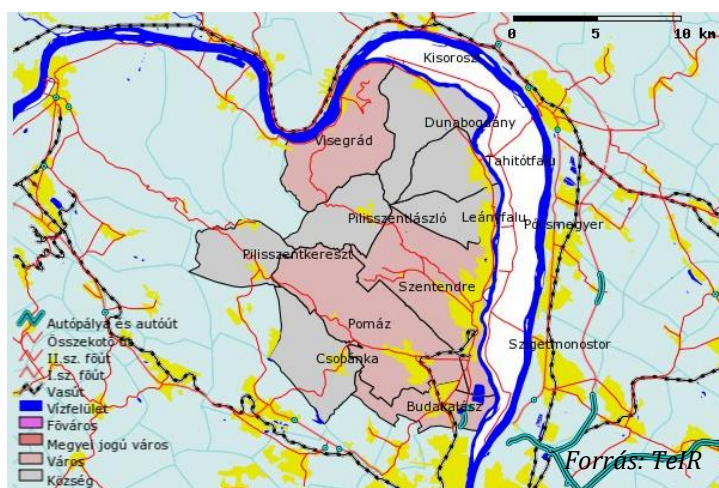 0 5 10 km
Kisorosz
Dunabogdány
Visegrád
Tahitótfalu
Pilisszentlászló
Leányfalu
Pócsmegyer
Pilisszentkereszt
Szentendre
Pomáz
Szigetmonostor
Csobánka
Budakalász
Autópálya és autóút
Összekötő út
II.sz. főút
I.sz. főút
Vasút
Vízfelület
Főváros
Megyei jogú város
Város
Község
Forrás: TeIR